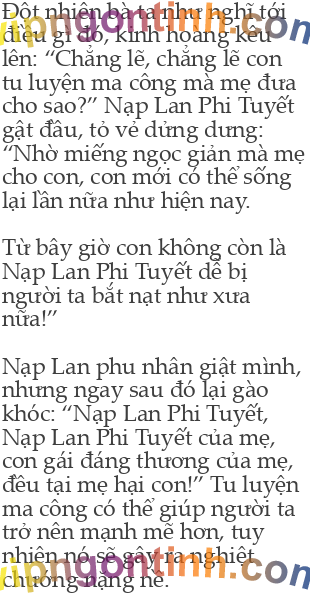 Đột nhiên bà ta như nghĩ tới
điều gì đó, kinh hoàng kêu
lên: “Chẳng lẽ, chẳng lẽ con
tu luyện ma công mà mẹ đưa
cho sao?” Nạp Lan Phi Tuyết
gật đầu, tỏ vẻ dửng dưng:
“Nhờ miếng ngọc giản mà mẹ
cho con, con mới có thể sống
lại lần nữa như hiện nay.
Từ bây giờ con không còn là
Nạp Lan Phi Tuyết dễ bị
người ta bắt nạt như xưa
nữa!”
Nạp Lan phu nhân giật mình,
nhưng ngay sau đó lại gào
khóc: “Nạp Lan Phi Tuyết,
Nạp Lan Phi Tuyết của mẹ,
con gái đáng thương của mẹ,
đều tại mẹ hại con!” Tu luyện
ma công có thể giúp người ta
trở nên mạnh mẽ hơn, tuy
nhiên nó sẽ gây ra nghiệt
chướng nặng nề.
vipngontinh.com
vipngontinh.com